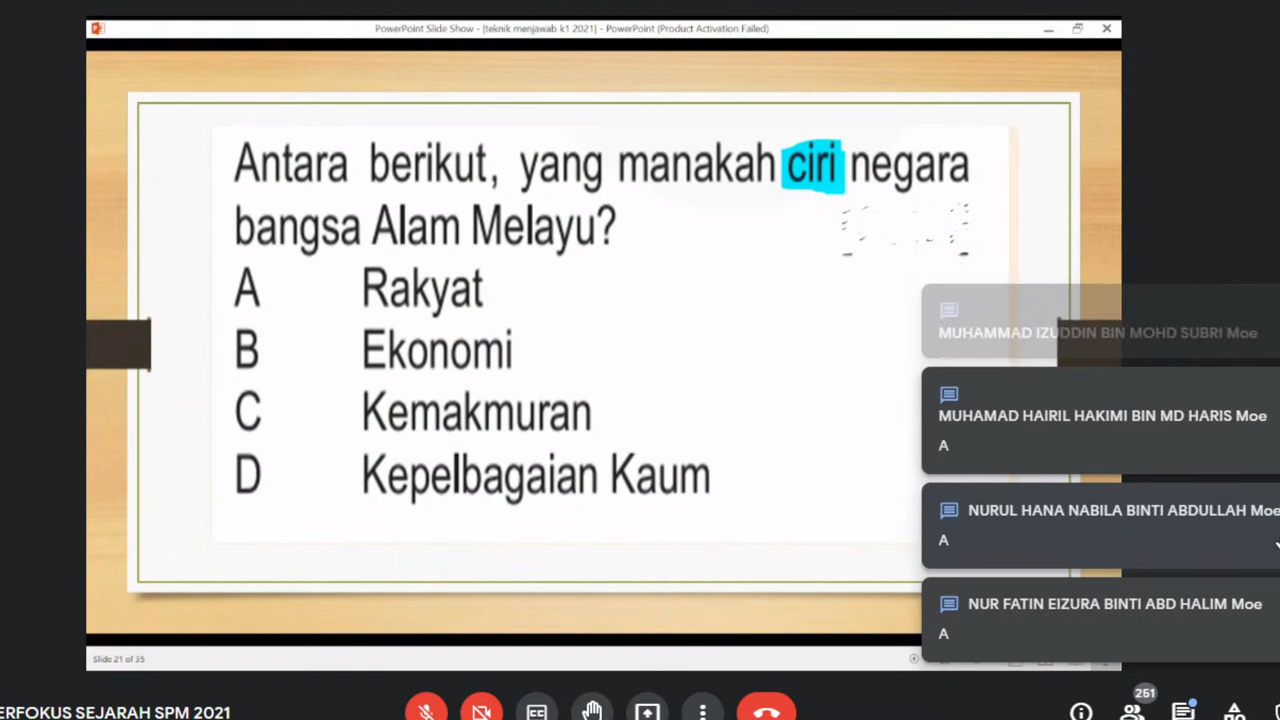 PowerPoint Slide Show - [teknik menjawab k1 2021] - PowerPoint (Product Activation Failed)
Antara berikut, yang manakah ciri negara
bangsa Alam Melayu?
A Rakyat
B Ekonomi
C Kemakmuran
D Kepelbagaian Kaum
MUHAMMAD IZUDDIN BIN MOHD SUBRI Moe
MUHAMAD HAIRIL HAKIMI BIN MD HARIS Moe
A
NURUL HANA NABILA BINTI ABDULLAH Moe
A
NUR FATIN EIZURA BINTI ABD HALIM Moe
A
Slide 21 of 35
251
ERFOKUS SEJARAH SPM 2021